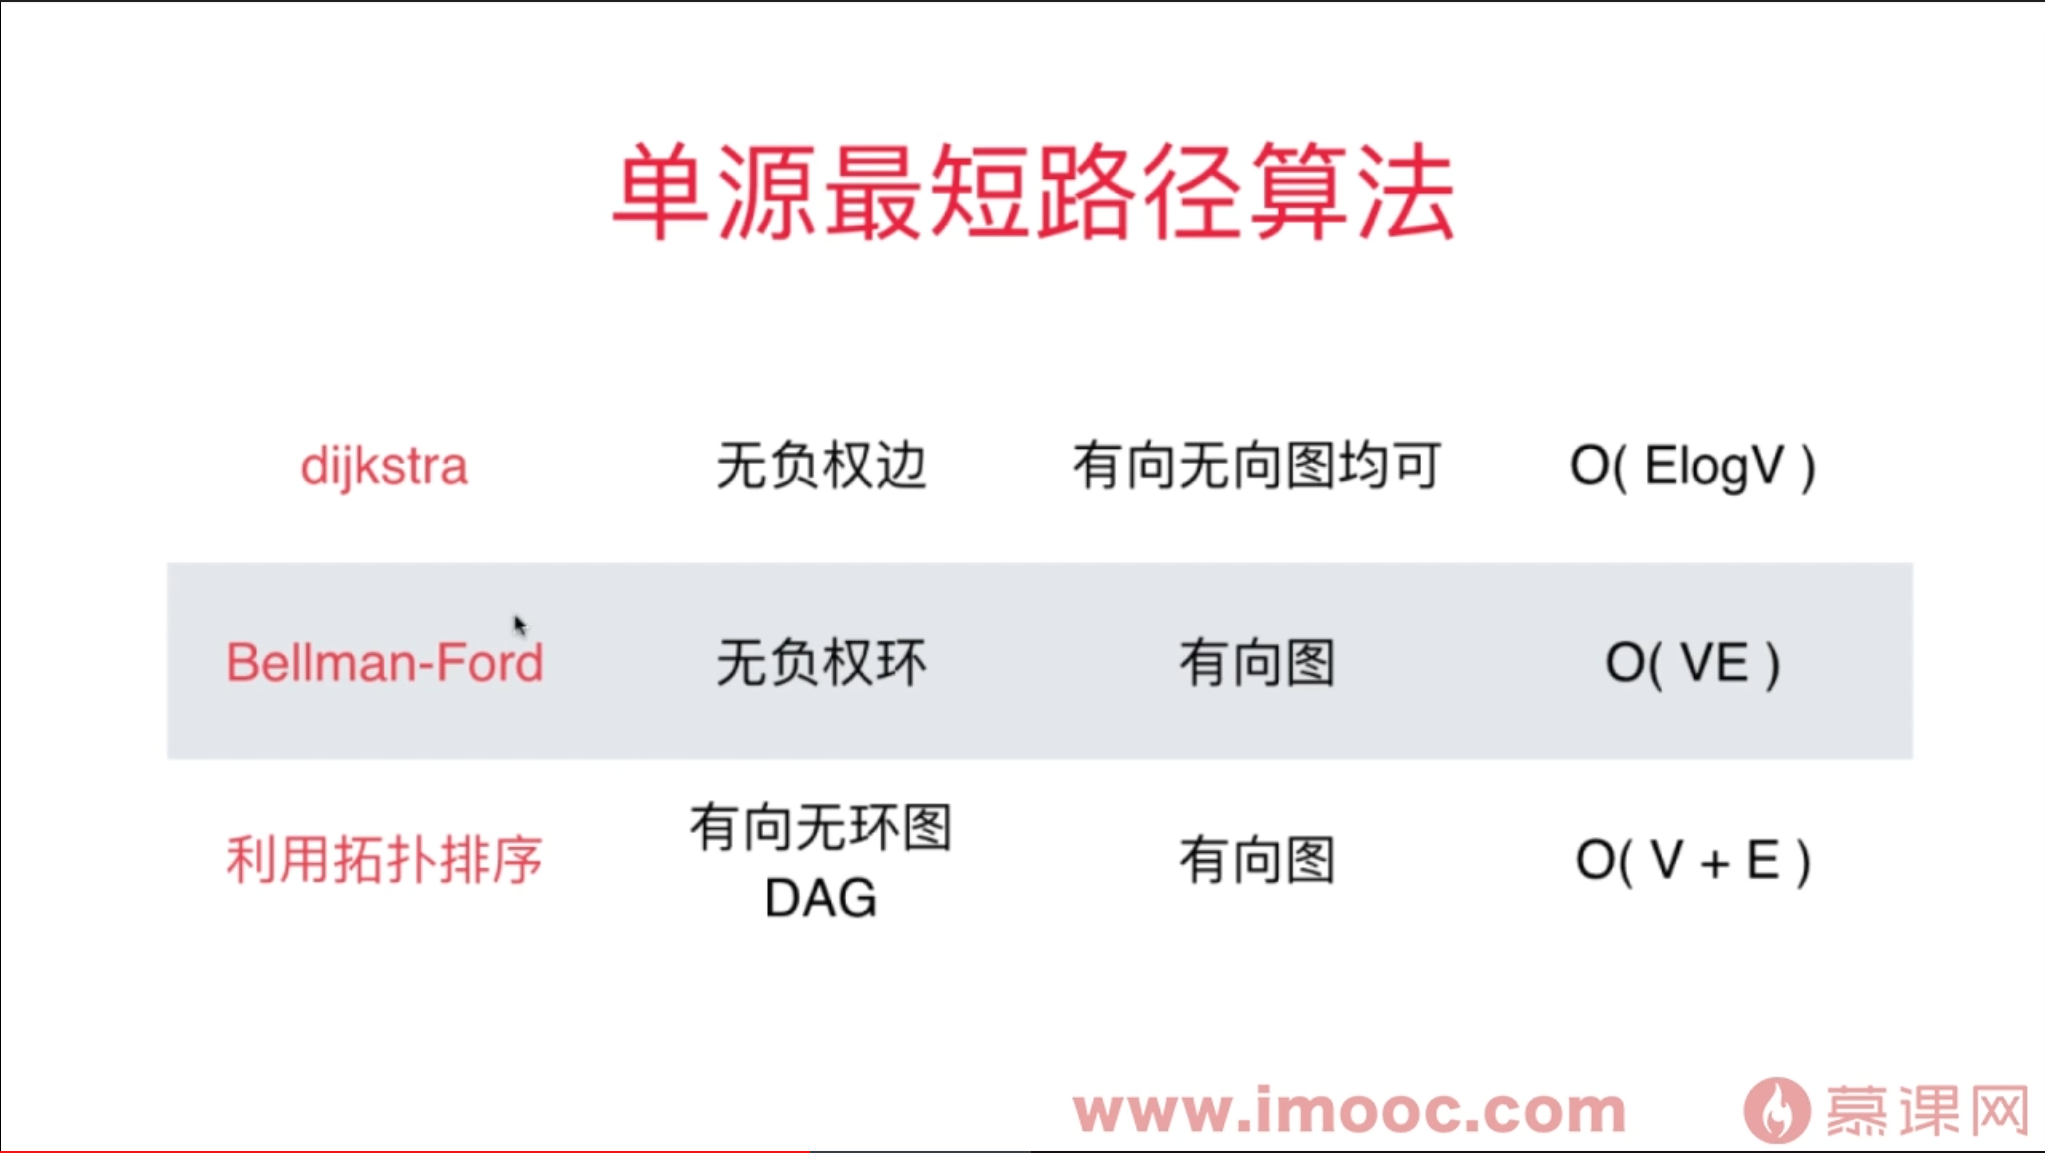 单源最短路径算法
dijkstra 无负权边 有向无向图均可 O( ElogV )
Bellman-Ford 无负权环 有向图 O( VE )
利用拓扑排序 有向无环图 有向图 O( V + E )
DAG
www.imooc.com 慕课网